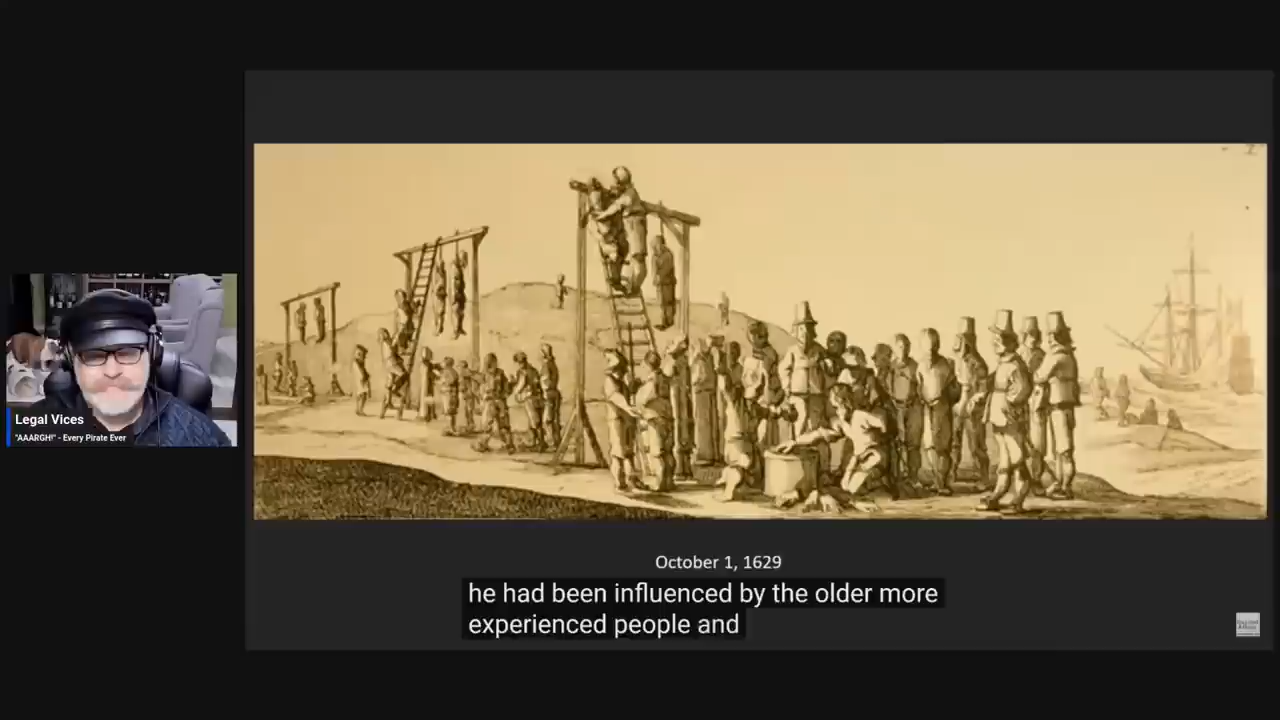 Legal Vices
"AAARGH!" - Every Pirate Ever
October 1, 1629
he had been influenced by the older more
experienced people and